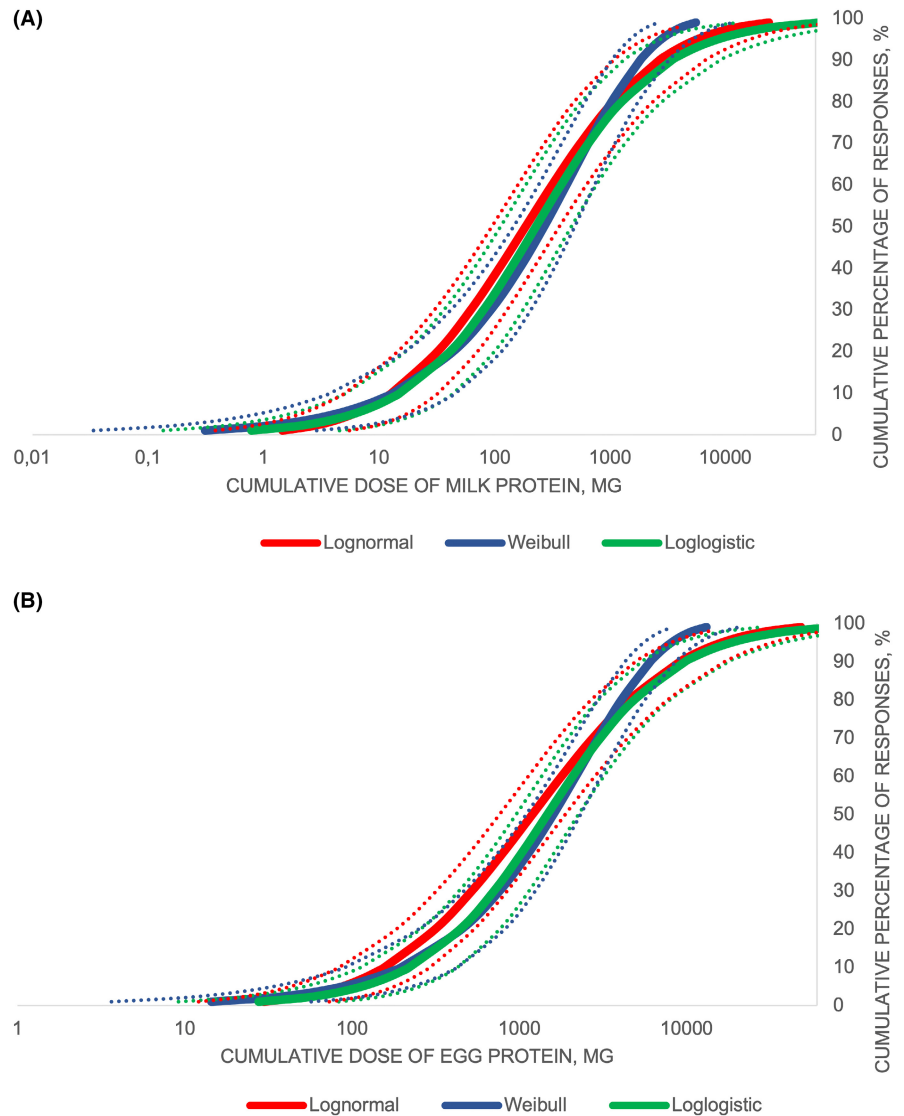 (A)
100
90
80
70
60
50
40
30
20
10
0
CUMULATIVE PERCENTAGE OF RESPONSES, %
0,01 0,1 1 10 100 1000 10000
CUMULATIVE DOSE OF MILK PROTEIN, MG
Lognormal Weibull Loglogistic
(B)
100
90
80
70
60
50
40
30
20
10
0
CUMULATIVE PERCENTAGE OF RESPONSES, %
1 10 100 1000 10000
CUMULATIVE DOSE OF EGG PROTEIN, MG
Lognormal Weibull Loglogistic